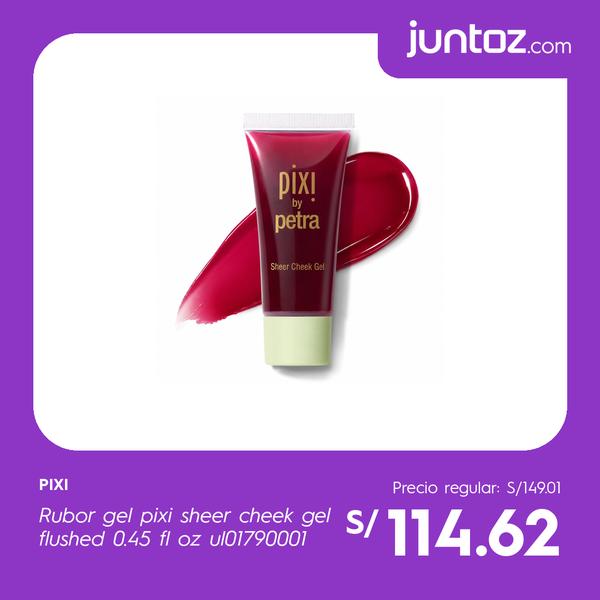 juntoz.com
pixi
by
petra
Sheer Cheek Gel
PIXI
Rubor gel pixi sheer cheek gel
flushed 0.45 fl oz ul01790001
Precio regular: S/149.01
S/114.62